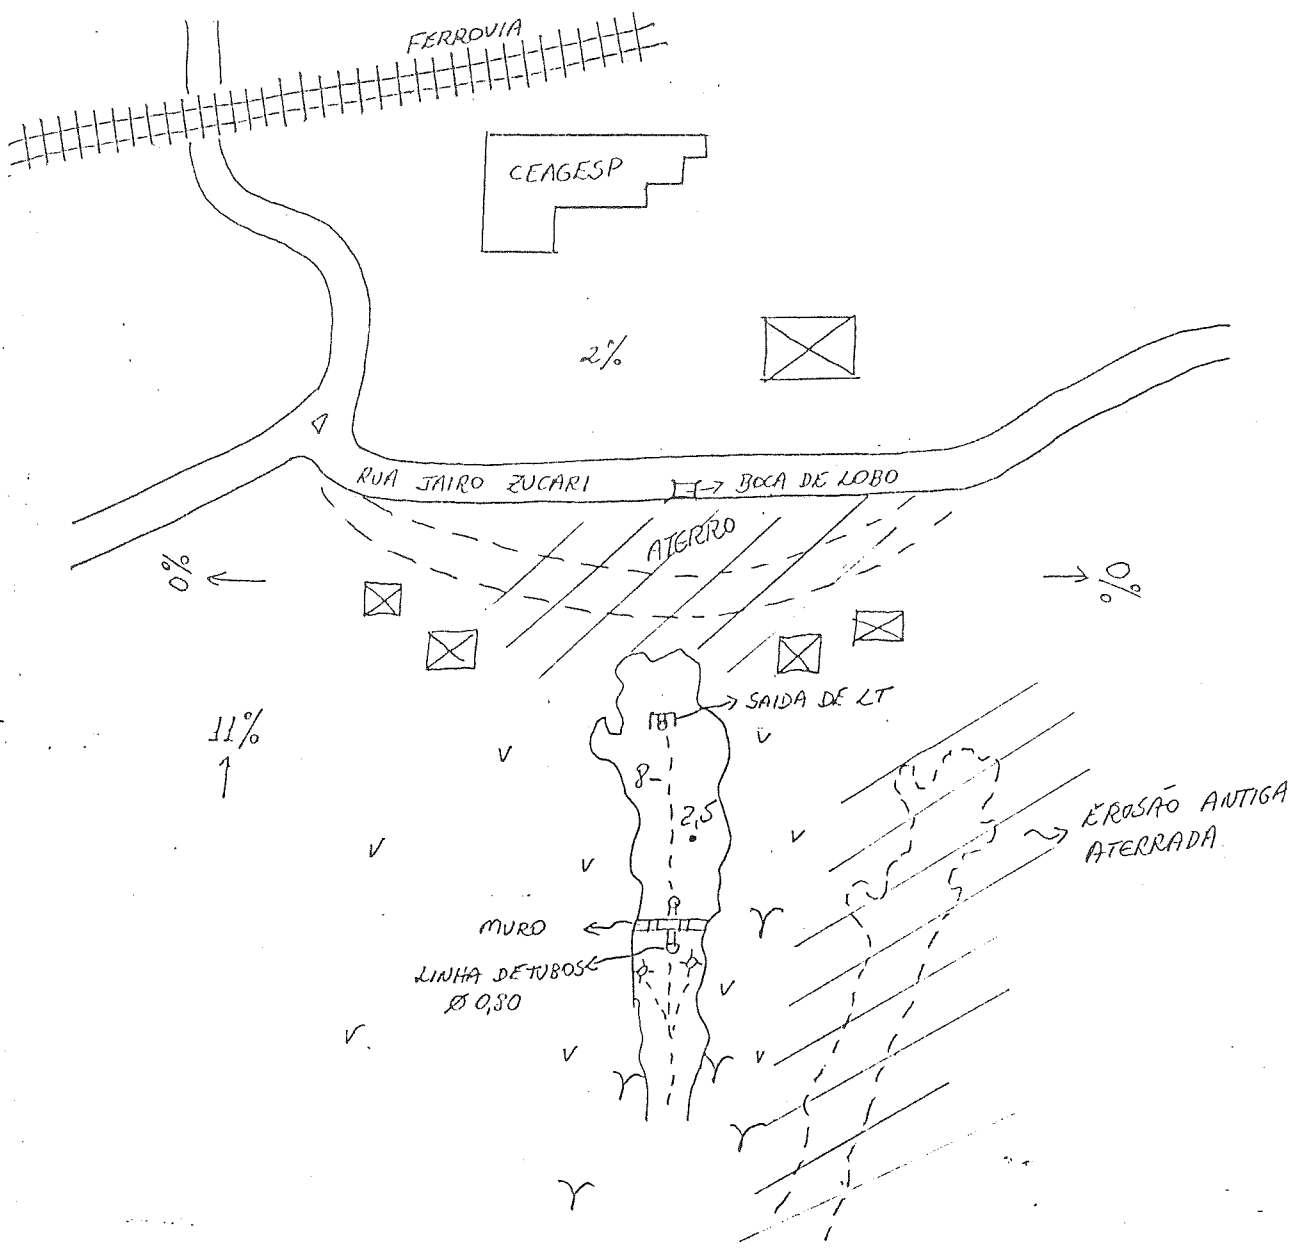 FERROVIA
CEAGESP
2%
RUA JAIRO ZUCARI
BOCA DE LOBO
ATERRO
0%
0%
SAIDA DE LT
11%
8
2,5
EROSÃO ANTIGA
ATERRADA
MURO
LINHA DE TUBOS
Ø 0,80